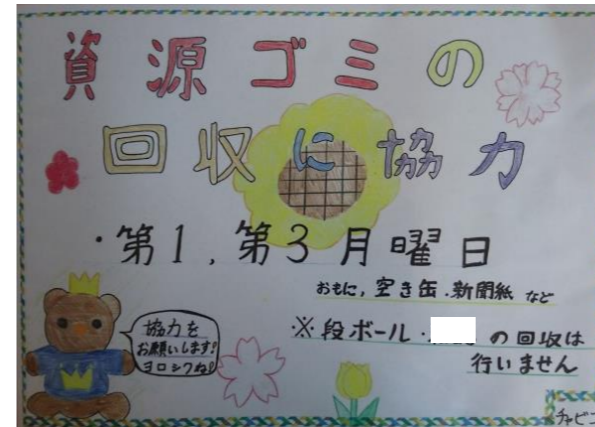 資源ゴミの
回収に協力
・第1,第3月曜日
おもに,空き缶・新聞紙 など
※段ボール・
の回収は
行いません
協力を
お願いします!
ヨロシクね!